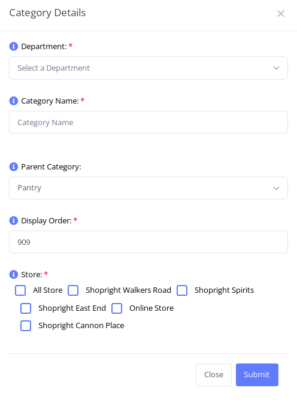 Category Details
Department: *
Select a Department
Category Name: *
Category Name
Parent Category:
Pantry
Display Order: *
909
Store: *
All Store Shopright Walkers Road Shopright Spirits
Shopright East End Online Store
Shopright Cannon Place
Close Submit